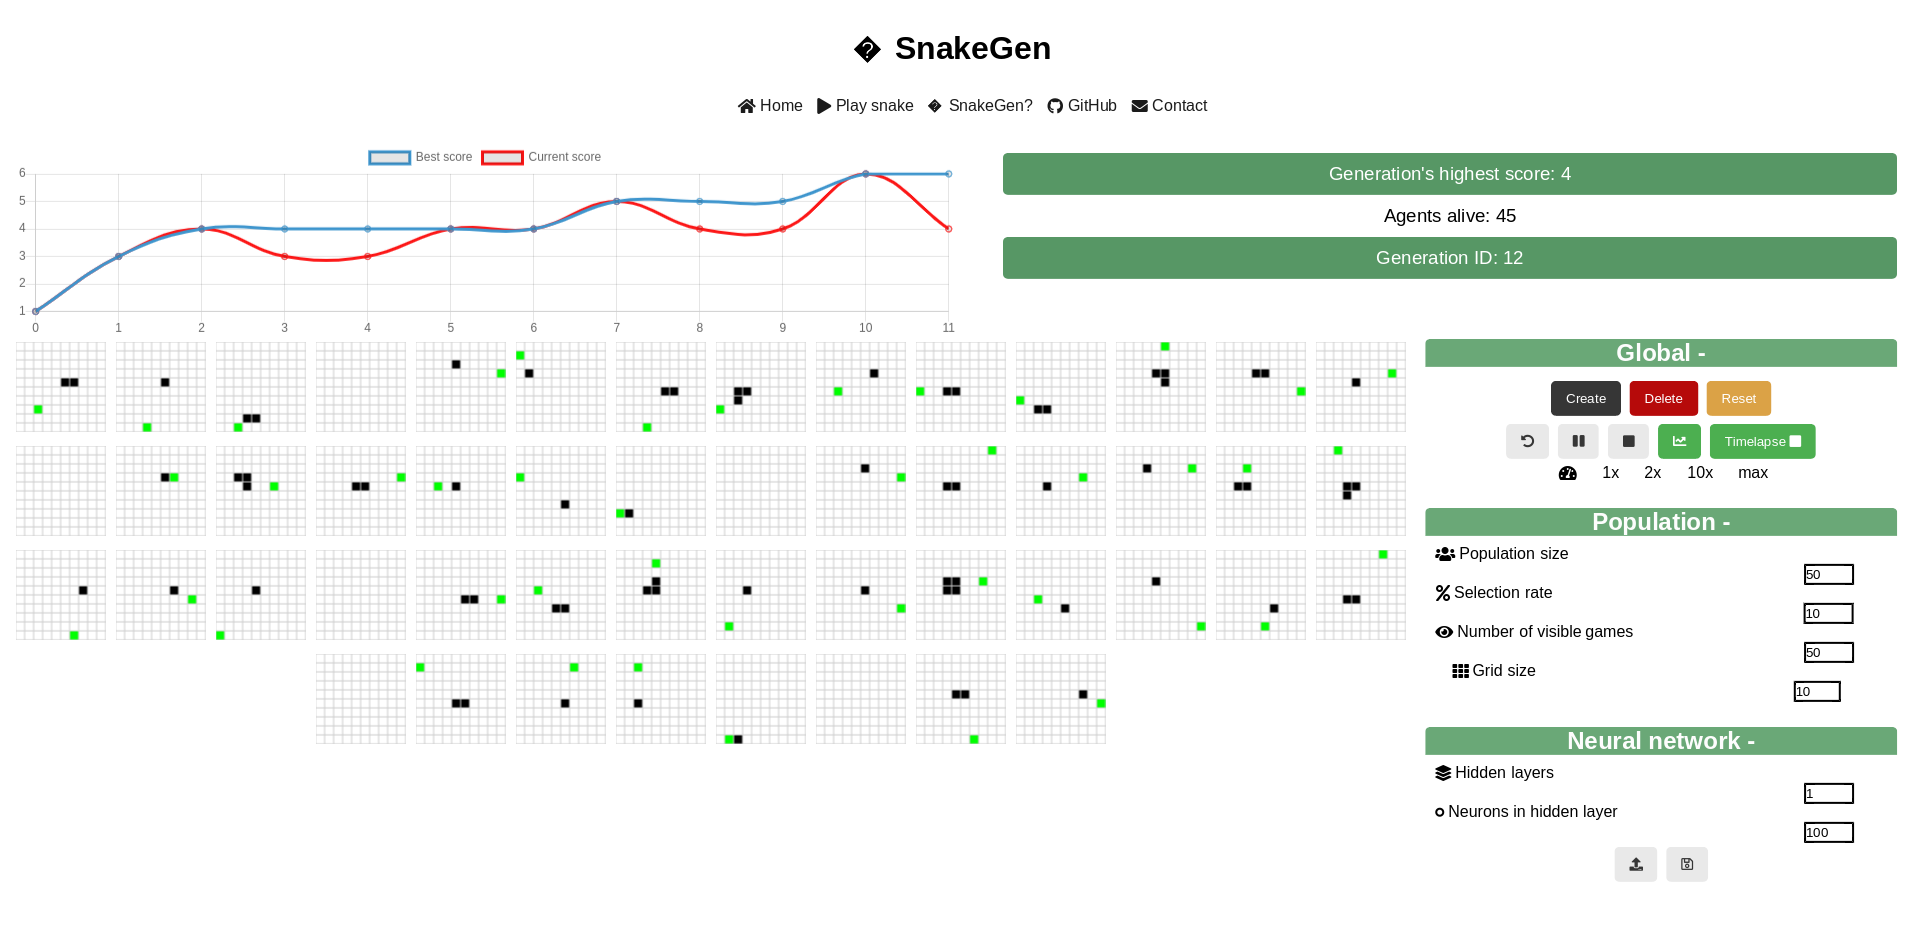 � SnakeGen
Home Play snake � SnakeGen? GitHub Contact
Best score Current score
6
5
4
3
2
1
0 1 2 3 4 5 6 7 8 9 10 11
Generation's highest score: 4
Agents alive: 45
Generation ID: 12
Global -
Create Delete Reset
Timelapse
1x 2x 10x max
Population -
Population size
50
Selection rate
10
Number of visible games
50
Grid size
10
Neural network -
Hidden layers
1
Neurons in hidden layer
100